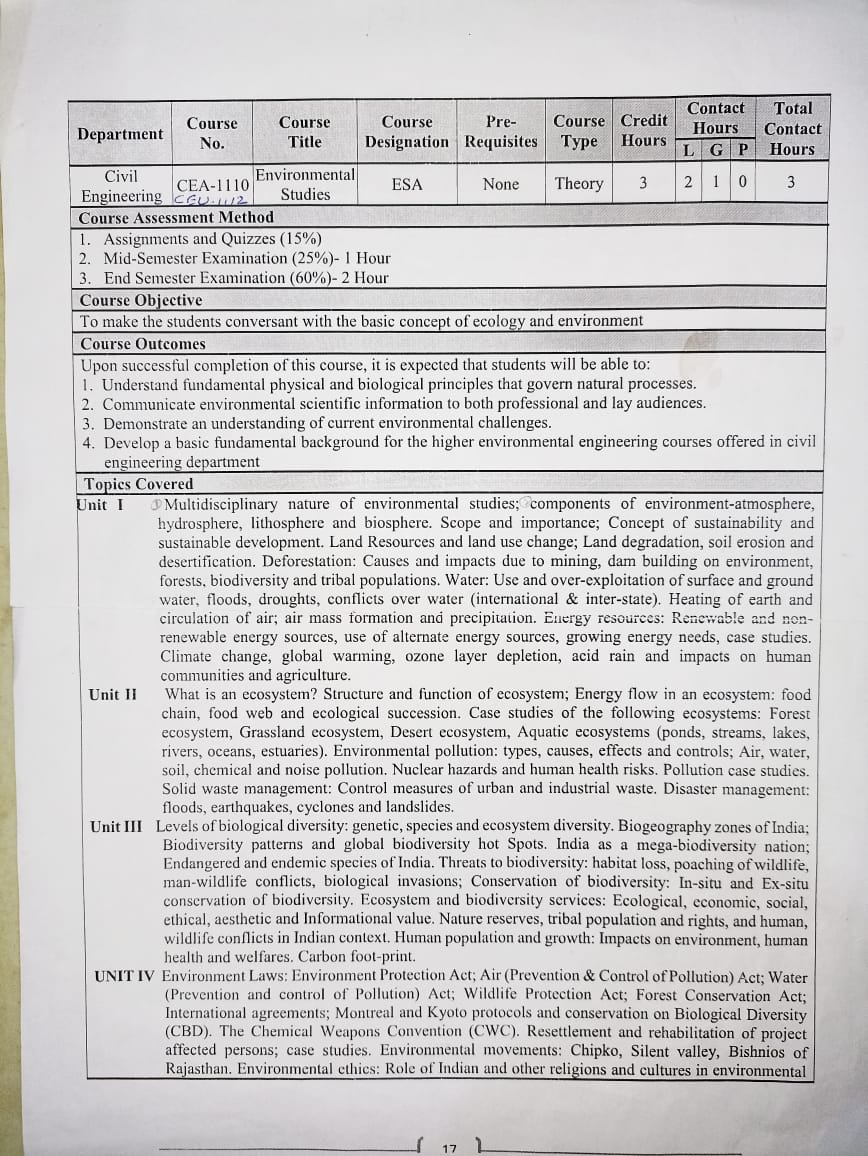 Department Course No. Course Title Course Designation Pre-Requisites Course Type Credit Hours Contact Hours L G P Total Contact Hours
Civil Engineering CEA-1110 CEU-1112 Environmental Studies ESA None Theory 3 2 1 0 3
Course Assessment Method
1. Assignments and Quizzes (15%)
2. Mid-Semester Examination (25%)- 1 Hour
3. End Semester Examination (60%)- 2 Hour
Course Objective
To make the students conversant with the basic concept of ecology and environment
Course Outcomes
Upon successful completion of this course, it is expected that students will be able to:
1. Understand fundamental physical and biological principles that govern natural processes.
2. Communicate environmental scientific information to both professional and lay audiences.
3. Demonstrate an understanding of current environmental challenges.
4. Develop a basic fundamental background for the higher environmental engineering courses offered in civil
engineering department
Topics Covered
Unit I Multidisciplinary nature of environmental studies; components of environment-atmosphere,
hydrosphere, lithosphere and biosphere. Scope and importance; Concept of sustainability and
sustainable development. Land Resources and land use change; Land degradation, soil erosion and
desertification. Deforestation: Causes and impacts due to mining, dam building on environment,
forests, biodiversity and tribal populations. Water: Use and over-exploitation of surface and ground
water, floods, droughts, conflicts over water (international & inter-state). Heating of earth and
circulation of air; air mass formation and precipitation. Energy resources: Renewable and non-
renewable energy sources, use of alternate energy sources, growing energy needs, case studies.
Climate change, global warming, ozone layer depletion, acid rain and impacts on human
communities and agriculture.
Unit II What is an ecosystem? Structure and function of ecosystem; Energy flow in an ecosystem: food
chain, food web and ecological succession. Case studies of the following ecosystems: Forest
ecosystem, Grassland ecosystem, Desert ecosystem, Aquatic ecosystems (ponds, streams, lakes,
rivers, oceans, estuaries). Environmental pollution: types, causes, effects and controls; Air, water,
soil, chemical and noise pollution. Nuclear hazards and human health risks. Pollution case studies.
Solid waste management: Control measures of urban and industrial waste. Disaster management:
floods, earthquakes, cyclones and landslides.
Unit III Levels of biological diversity: genetic, species and ecosystem diversity. Biogeography zones of India;
Biodiversity patterns and global biodiversity hot Spots. India as a mega-biodiversity nation;
Endangered and endemic species of India. Threats to biodiversity: habitat loss, poaching of wildlife,
man-wildlife conflicts, biological invasions; Conservation of biodiversity: In-situ and Ex-situ
conservation of biodiversity. Ecosystem and biodiversity services: Ecological, economic, social,
ethical, aesthetic and Informational value. Nature reserves, tribal population and rights, and human,
wildlife conflicts in Indian context. Human population and growth: Impacts on environment, human
health and welfares. Carbon foot-print.
UNIT IV Environment Laws: Environment Protection Act; Air (Prevention & Control of Pollution) Act; Water
(Prevention and control of Pollution) Act; Wildlife Protection Act; Forest Conservation Act;
International agreements; Montreal and Kyoto protocols and conservation on Biological Diversity
(CBD). The Chemical Weapons Convention (CWC). Resettlement and rehabilitation of project
affected persons; case studies. Environmental movements: Chipko, Silent valley, Bishnios of
Rajasthan. Environmental ethics: Role of Indian and other religions and cultures in environmental
17